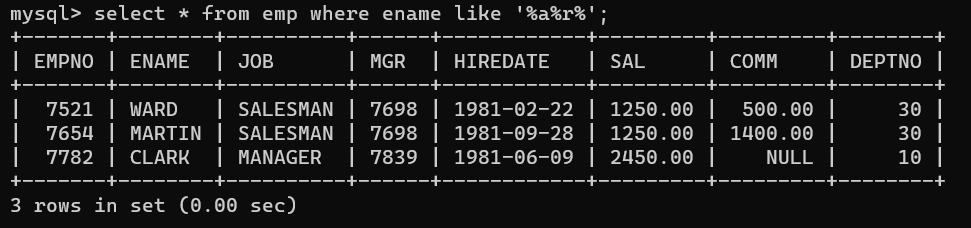 mysql> select * from emp where ename like '%a%r%';
+-------+--------+----------+------+------------+---------+---------+--------+
| EMPNO | ENAME  | JOB      | MGR  | HIREDATE   | SAL     | COMM    | DEPTNO |
+-------+--------+----------+------+------------+---------+---------+--------+
|  7521 | WARD   | SALESMAN | 7698 | 1981-02-22 | 1250.00 |  500.00 |     30 |
|  7654 | MARTIN | SALESMAN | 7698 | 1981-09-28 | 1250.00 | 1400.00 |     30 |
|  7782 | CLARK  | MANAGER  | 7839 | 1981-06-09 | 2450.00 |    NULL |     10 |
+-------+--------+----------+------+------------+---------+---------+--------+
3 rows in set (0.00 sec)